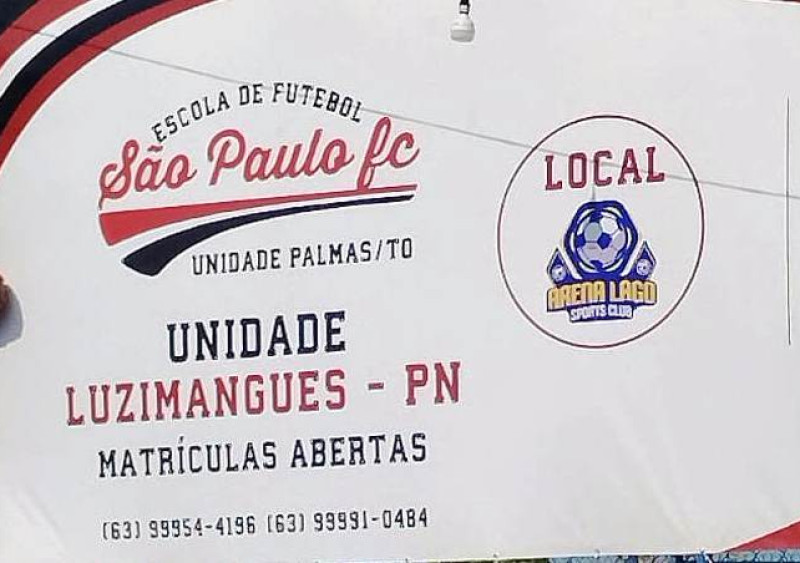 ESCOLA DE FUTEBOL
São Paulo fc
UNIDADE PALMAS/TO
UNIDADE
LUZIMANGUES - PN
MATRÍCULAS ABERTAS
(63) 99954-4196 (63) 99991-0484
LOCAL
ARENA LAGO
SPORTS CLUB